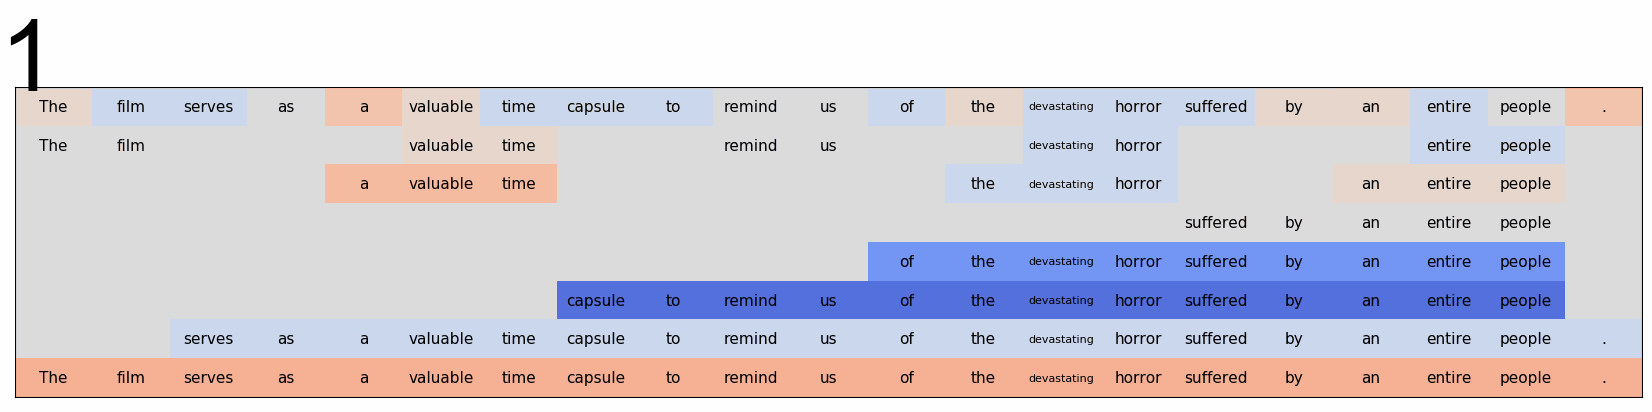 1
The film serves as a valuable time capsule to remind us of the devastating horror suffered by an entire people .
The film valuable time remind us devastating horror entire people
a valuable time the devastating horror an entire people
suffered by an entire people
of the devastating horror suffered by an entire people
capsule to remind us of the devastating horror suffered by an entire people
serves as a valuable time capsule to remind us of the devastating horror suffered by an entire people .
The film serves as a valuable time capsule to remind us of the devastating horror suffered by an entire people .